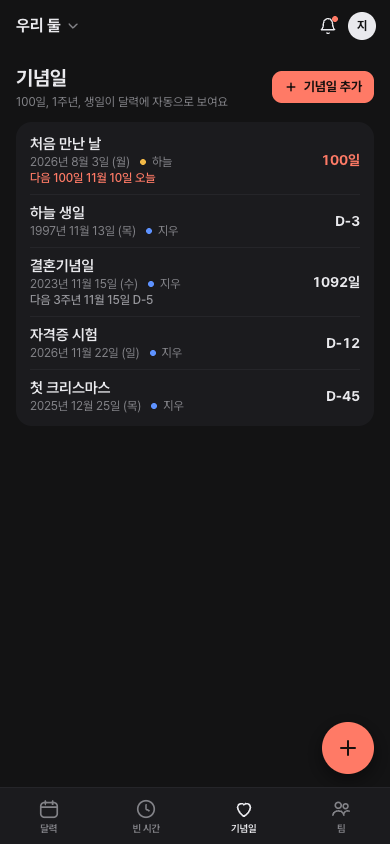 우리 둘
지
기념일
100일, 1주년, 생일이 달력에 자동으로 보여요
+ 기념일 추가
처음 만난 날
2026년 8월 3일 (월) 하늘
다음 100일 11월 10일 오늘
100일
하늘 생일
1997년 11월 13일 (목) 지우
D-3
결혼기념일
2023년 11월 15일 (수) 지우
다음 3주년 11월 15일 D-5
1092일
자격증 시험
2026년 11월 22일 (일) 지우
D-12
첫 크리스마스
2025년 12월 25일 (목) 지우
D-45
달력
빈 시간
기념일
팀